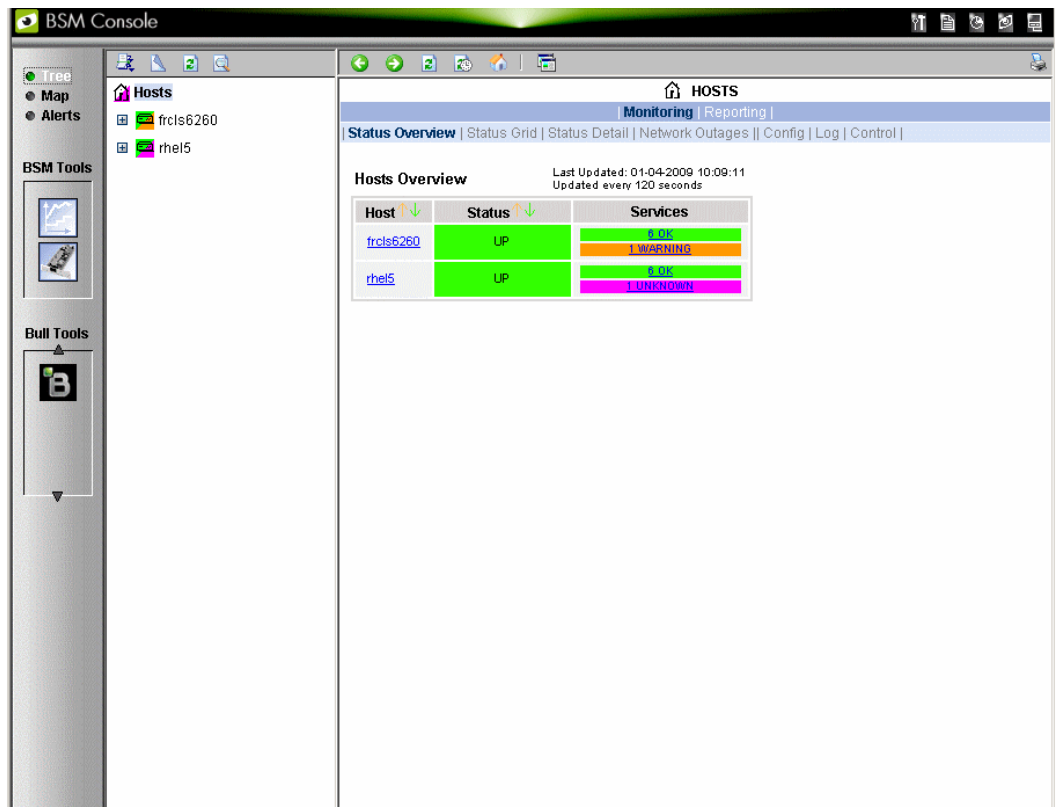 BSM Console
Tree
Map
Alerts
BSM Tools
Bull Tools
B
Hosts
frcls6260
rhel5
HOSTS
| Monitoring | Reporting |
| Status Overview | Status Grid | Status Detail | Network Outages || Config | Log | Control |
Hosts Overview
Last Updated: 01-04-2009 10:09:11
Updated every 120 seconds
Host Status Services
frcls6260 UP 6 OK
1 WARNING
rhel5 UP 6 OK
1 UNKNOWN